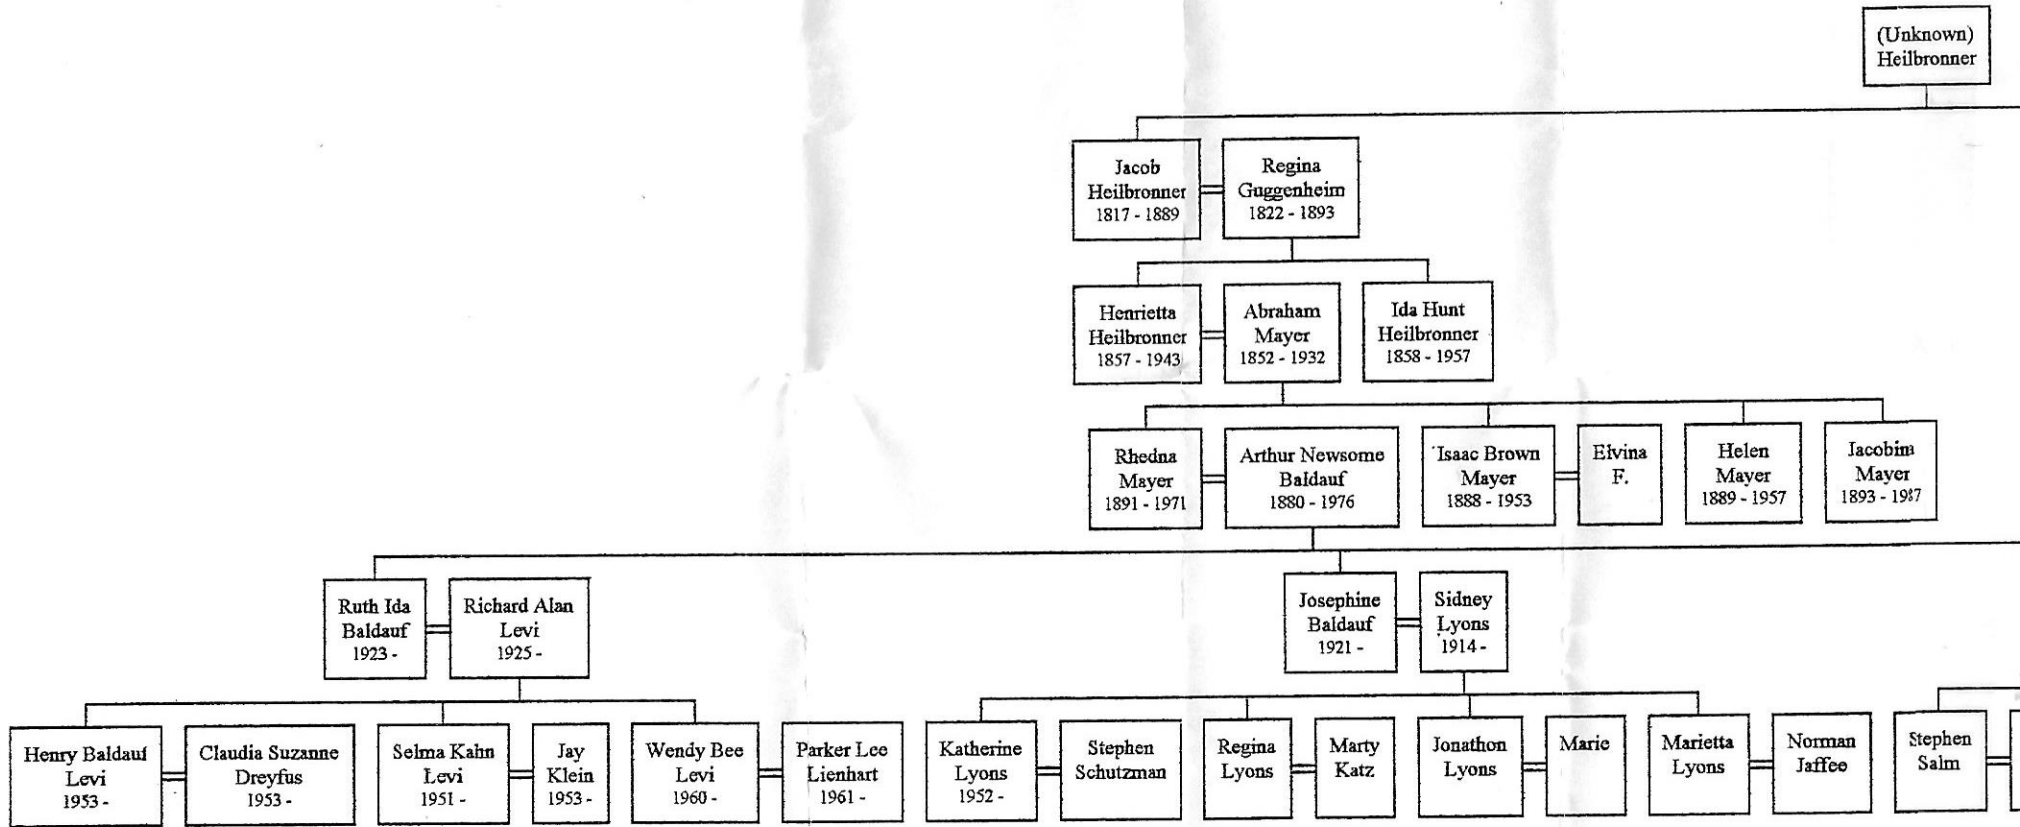 (Unknown)
Heilbronner
Jacob
Heilbronner
1817 - 1889
Regina
Guggenheim
1822 - 1893
Henrietta
Heilbronner
1857 - 1943
Abraham
Mayer
1852 - 1932
Ida Hunt
Heilbronner
1858 - 1957
Rhedna
Mayer
1891 - 1971
Arthur Newsome
Baldauf
1880 - 1976
Isaac Brown
Mayer
1888 - 1953
Elvina
F.
Helen
Mayer
1889 - 1957
Jacobina
Mayer
1893 - 1987
Ruth Ida
Baldauf
1923 -
Richard Alan
Levi
1925 -
Josephine
Baldauf
1921 -
Sidney
Lyons
1914 -
Henry Baldauf
Levi
1953 -
Claudia Suzanne
Dreyfus
1953 -
Selma Kahn
Levi
1951 -
Jay
Klein
1953 -
Wendy Bee
Levi
1960 -
Parker Lee
Lienhart
1961 -
Katherine
Lyons
1952 -
Stephen
Schutzman
Regina
Lyons
Marty
Katz
Jonathon
Lyons
Marie
Marietta
Lyons
Norman
Jaffee
Stephen
Salm